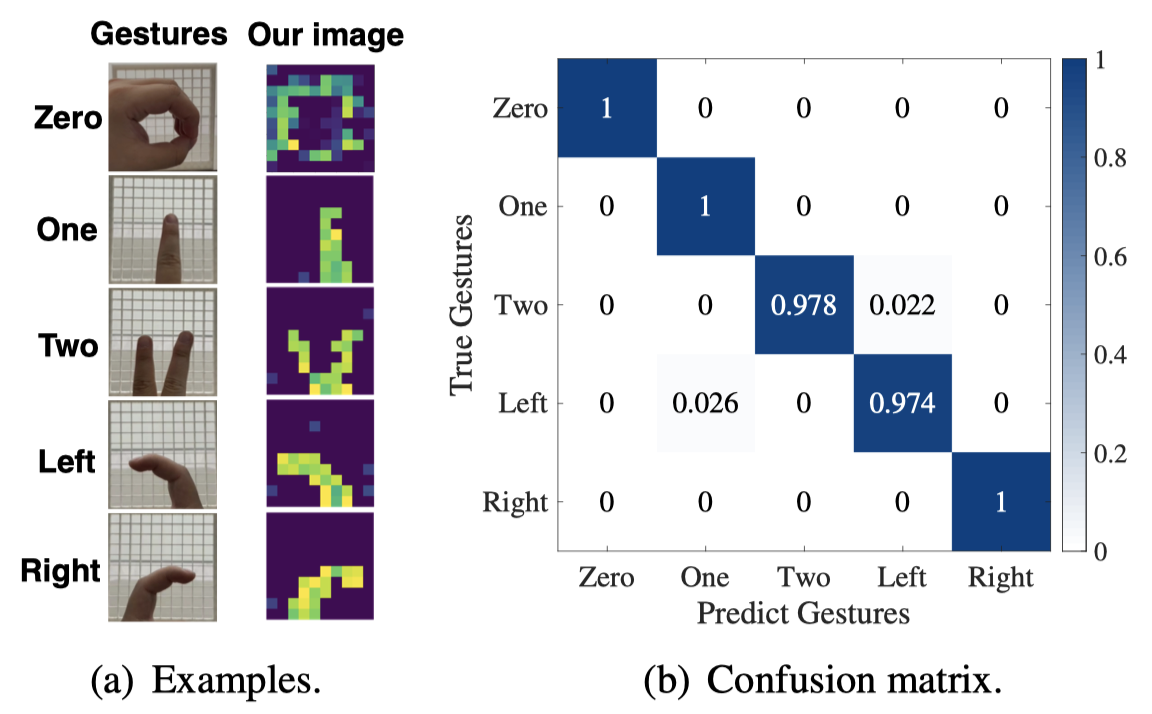 Gestures Our image
Zero
One
Two
Left
Right
(a) Examples.
True Gestures
Zero 1 0 0 0 0
One 0 1 0 0 0
Two 0 0 0.978 0.022 0
Left 0 0.026 0 0.974 0
Right 0 0 0 0 1
Zero One Two Left Right
Predict Gestures
1
0.8
0.6
0.4
0.2
0
(b) Confusion matrix.